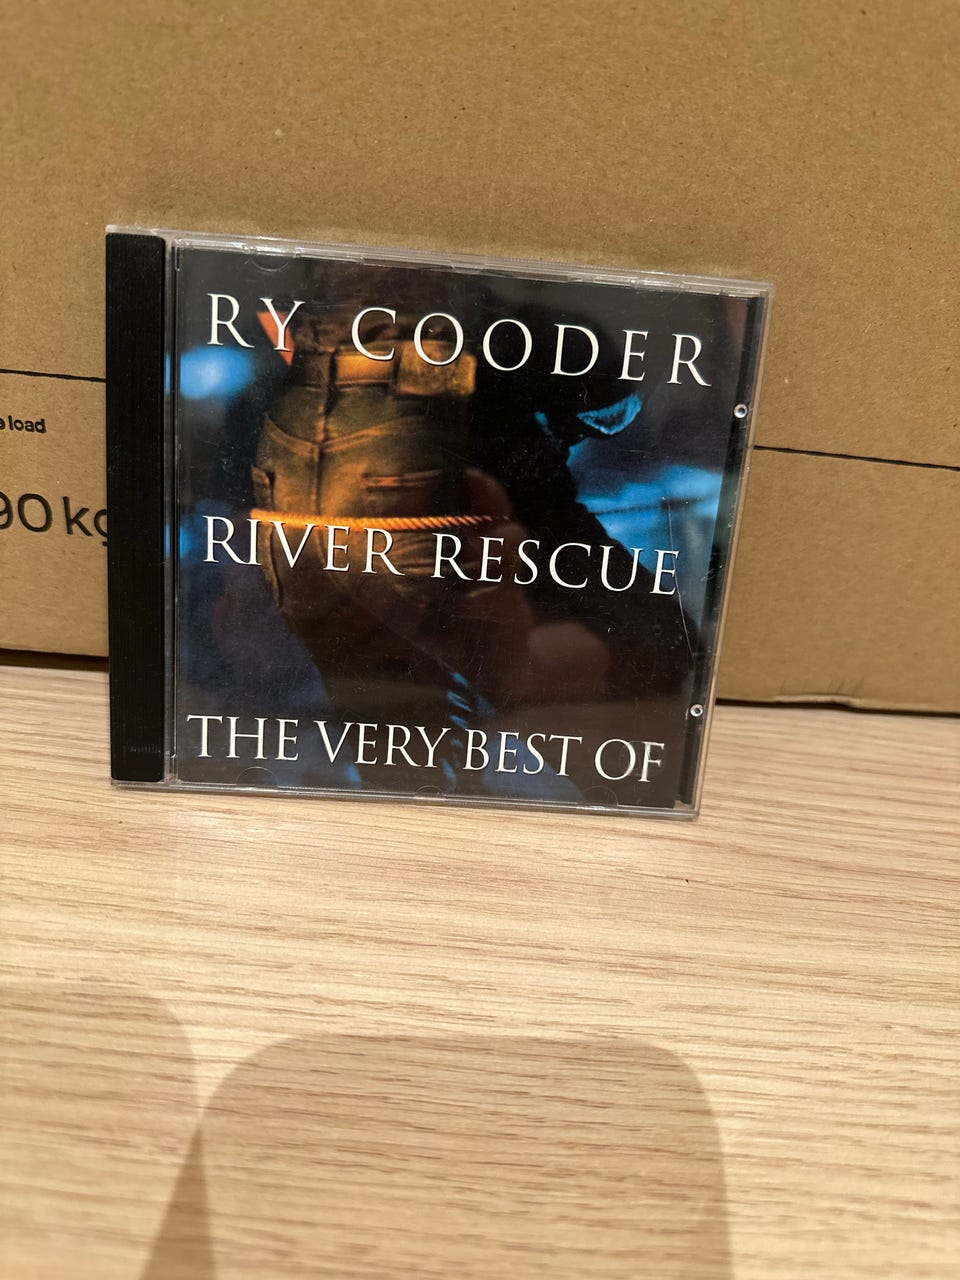 RY COODER
RIVER RESCUE
THE VERY BEST OF
load
90 kg